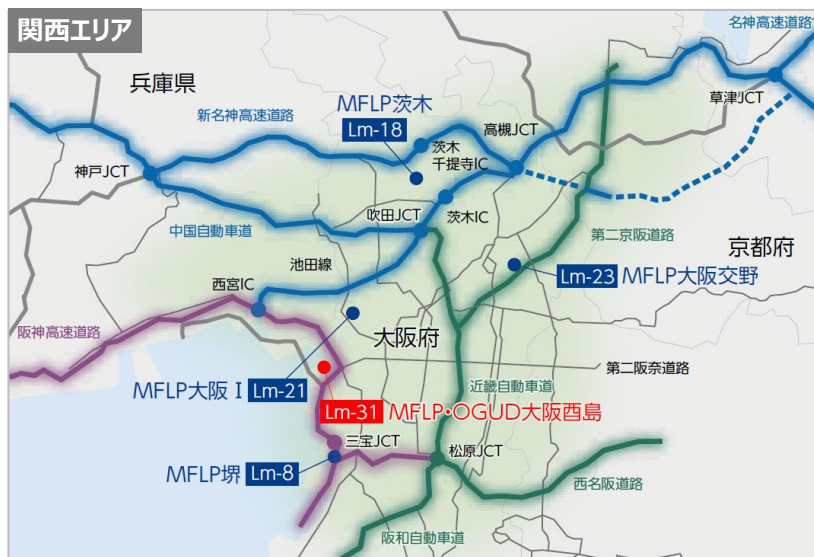 関西エリア
名神高速道路
兵庫県
草津JCT
MFLP茨木
Lm-18
新名神高速道路
高槻JCT
茨木
千提寺IC
神戸JCT
吹田JCT
茨木IC
中国自動車道
第二京阪道路
京都府
池田線
西宮IC
Lm-23 MFLP大阪交野
阪神高速道路
大阪府
第二阪奈道路
MFLP大阪Ⅰ Lm-21
近畿自動車道
Lm-31 MFLP・OGUD大阪酉島
三宝JCT
松原JCT
MFLP堺 Lm-8
西名阪道路
阪和自動車道